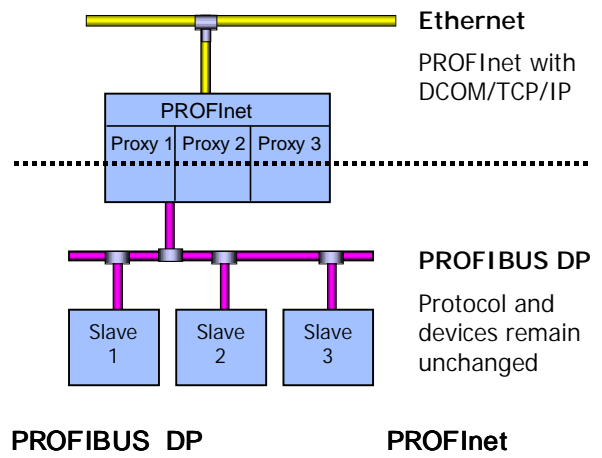 Ethernet
PROFInet with
DCOM/TCP/IP
PROFInet
Proxy 1 Proxy 2 Proxy 3
PROFIBUS DP
Protocol and
devices remain
unchanged
Slave
1
Slave
2
Slave
3
PROFIBUS DP PROFInet